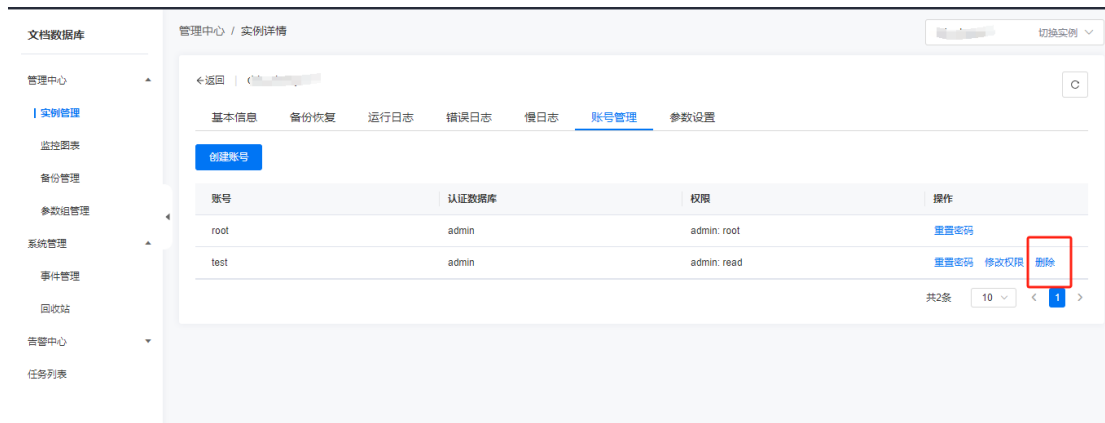 文档数据库
管理中心 / 实例详情
切换实例
管理中心
实例管理
监控图表
备份管理
参数组管理
系统管理
事件管理
回收站
告警中心
任务列表
←返回 |
基本信息 备份恢复 运行日志 错误日志 慢日志 账号管理 参数设置
创建账号
账号 认证数据库 权限 操作
root admin admin: root 重置密码
test admin admin: read 重置密码 修改权限 删除
共2条 10 < 1 >